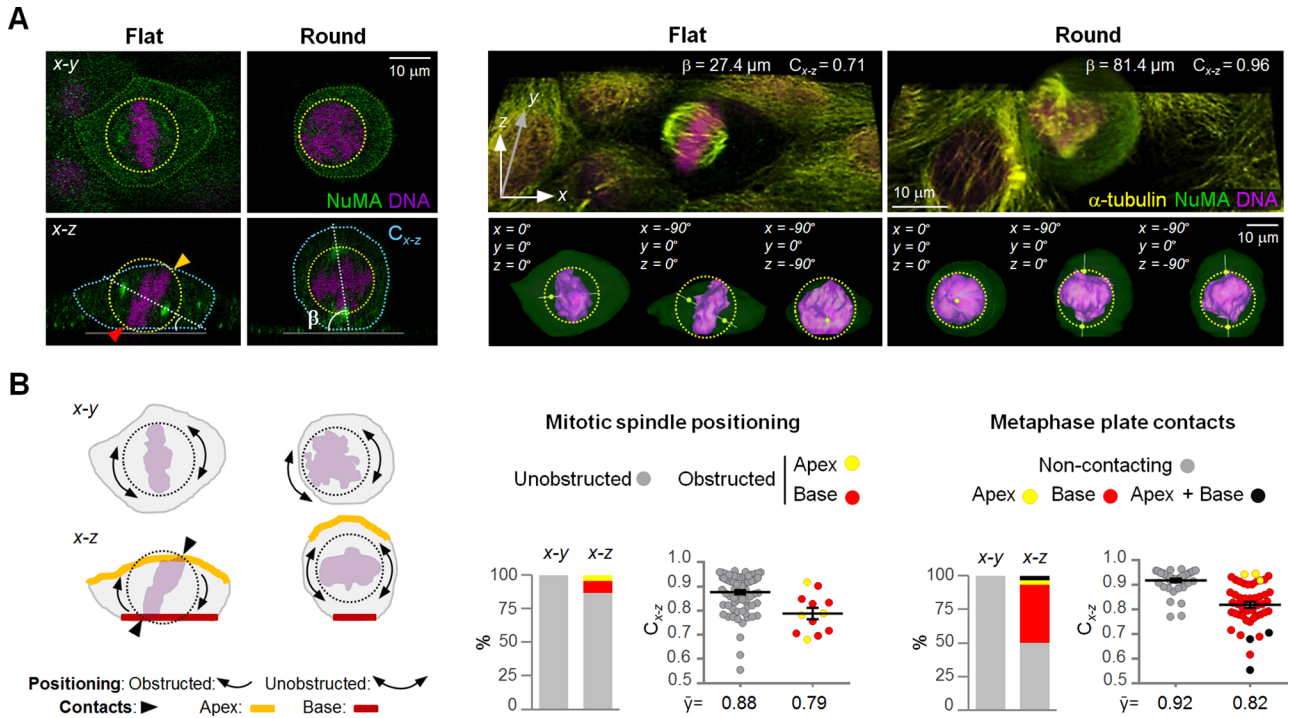 A
Flat
Round
Flat
Round
x-y
10 μm
NuMA DNA
x-z
Cx-z
β
β = 27.4 μm Cx-z = 0.71
y
z
x
β = 81.4 μm Cx-z = 0.96
10 μm
α-tubulin NuMA DNA
x = 0°
y = 0°
z = 0°
x = -90°
y = 0°
z = 0°
x = -90°
y = 0°
z = -90°
x = 0°
y = 0°
z = 0°
x = -90°
y = 0°
z = 0°
x = -90°
y = 0°
z = -90°
10 μm
B
x-y
x-z
Positioning: Obstructed: Unobstructed:
Contacts: Apex: Base:
Mitotic spindle positioning
Unobstructed Obstructed
Apex
Base
x-y x-z
100
75
50
25
0
%
1.0
0.9
0.8
0.7
0.6
0.5
Cx-z
ȳ= 0.88 0.79
Metaphase plate contacts
Non-contacting
Apex Base Apex + Base
x-y x-z
100
75
50
25
0
%
1.0
0.9
0.8
0.7
0.6
0.5
Cx-z
ȳ= 0.92 0.82